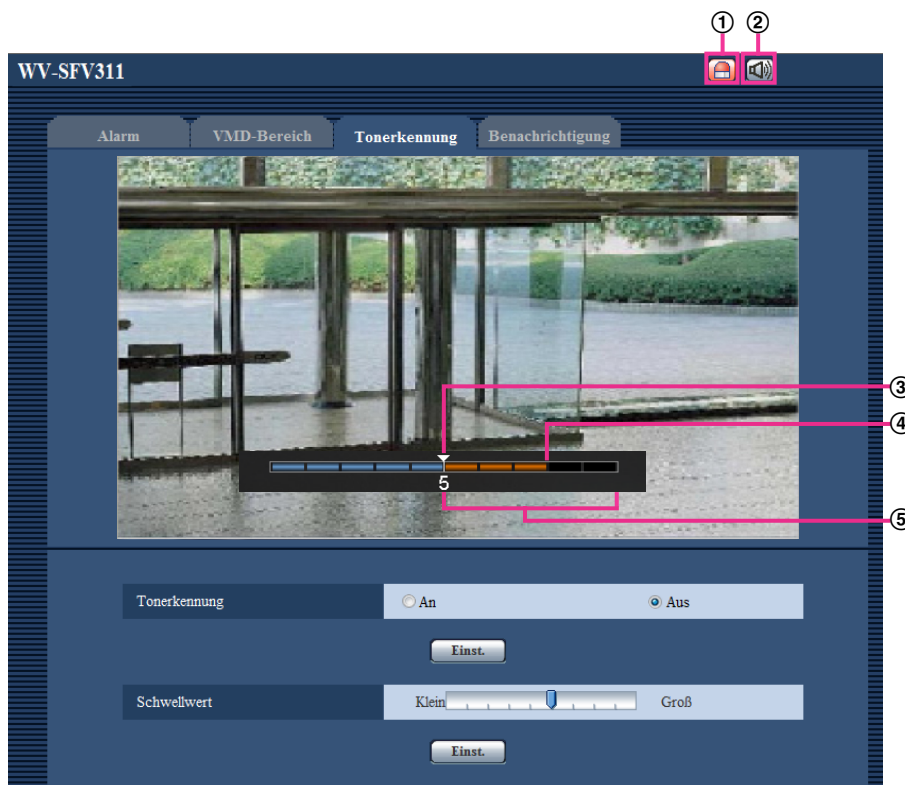 ① ②
WV-SFV311
Alarm VMD-Bereich Tonerkennung Benachrichtigung
③
④
5
⑤
Tonerkennung An Aus
Einst.
Schwellwert Klein Groß
Einst.